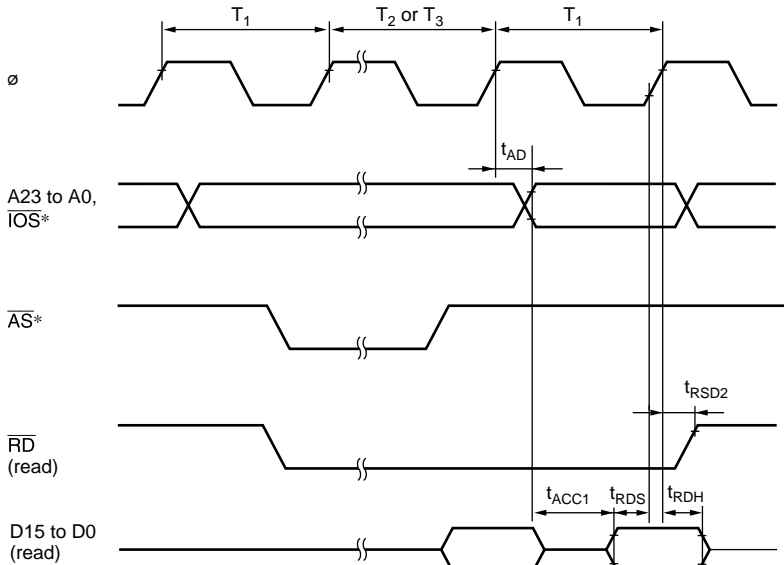 T1
T2 or T3
T1
ø
tAD
A23 to A0,
IOS*
AS*
tRSD2
RD
(read)
tACC1
tRDS
tRDH
D15 to D0
(read)